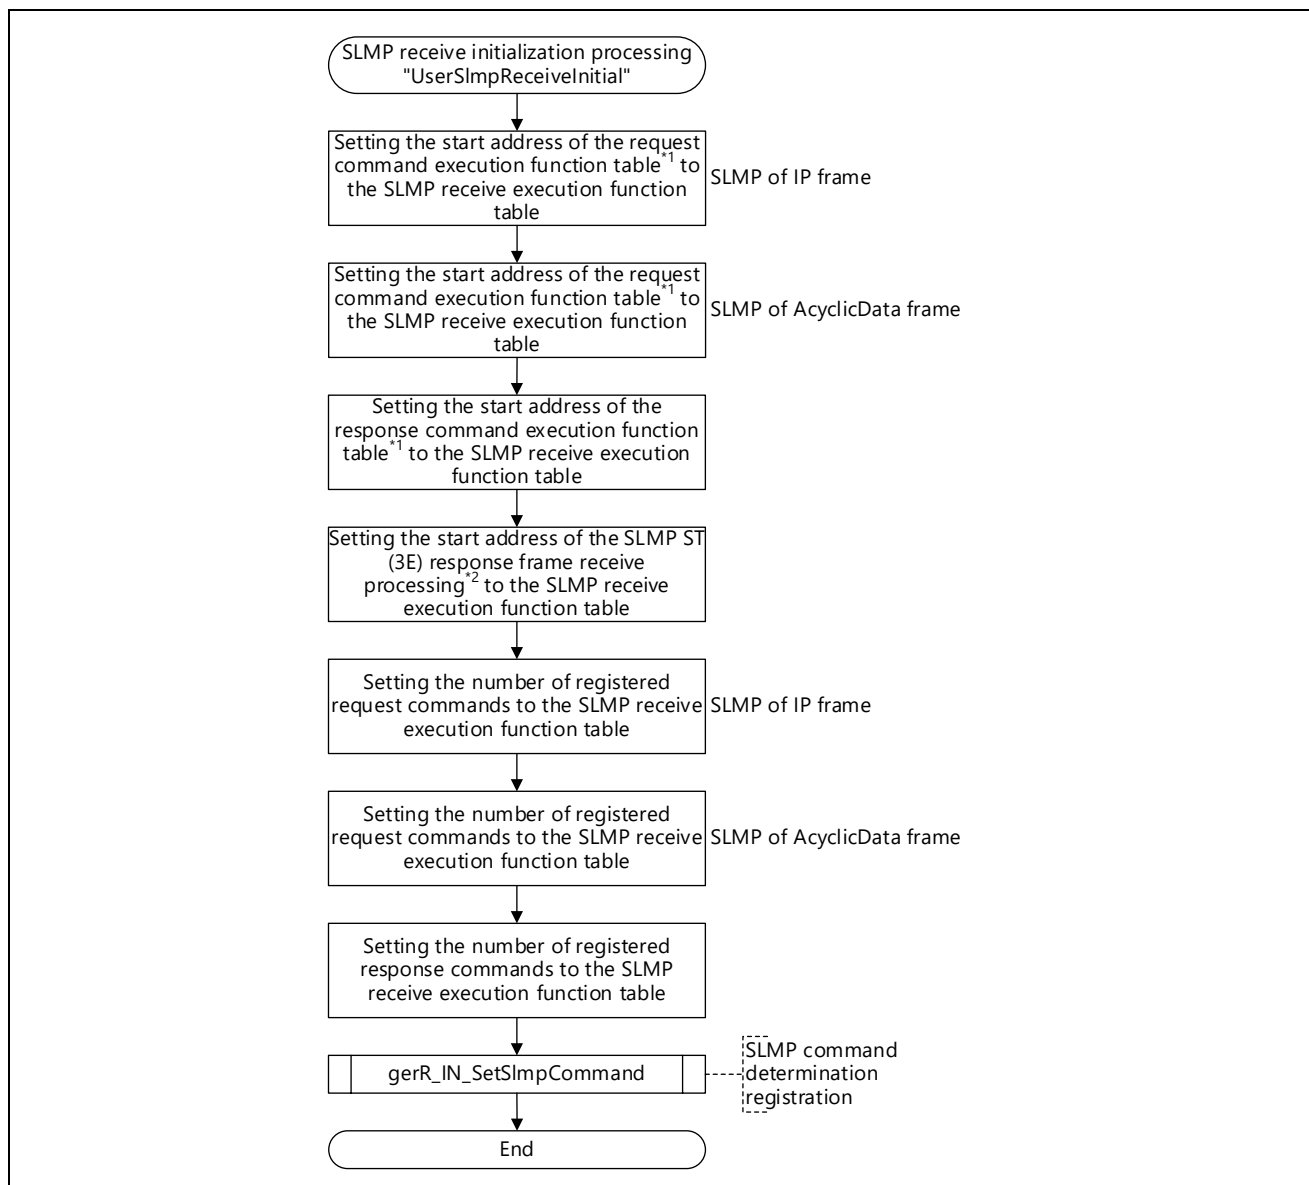 SLMP receive initialization processing
"UserSlmpReceiveInitial"
Setting the start address of the request
command execution function table*1 to
the SLMP receive execution function
table
SLMP of IP frame
Setting the start address of the request
command execution function table*1 to
the SLMP receive execution function
table
SLMP of AcyclicData frame
Setting the start address of the
response command execution function
table*1 to the SLMP receive execution
function table
Setting the start address of the SLMP ST
(3E) response frame receive
processing*2 to the SLMP receive
execution function table
Setting the number of registered
request commands to the SLMP receive
execution function table
SLMP of IP frame
Setting the number of registered
request commands to the SLMP receive
execution function table
SLMP of AcyclicData frame
Setting the number of registered
response commands to the SLMP
receive execution function table
gerR_IN_SetSlmpCommand
SLMP command
determination
registration
End